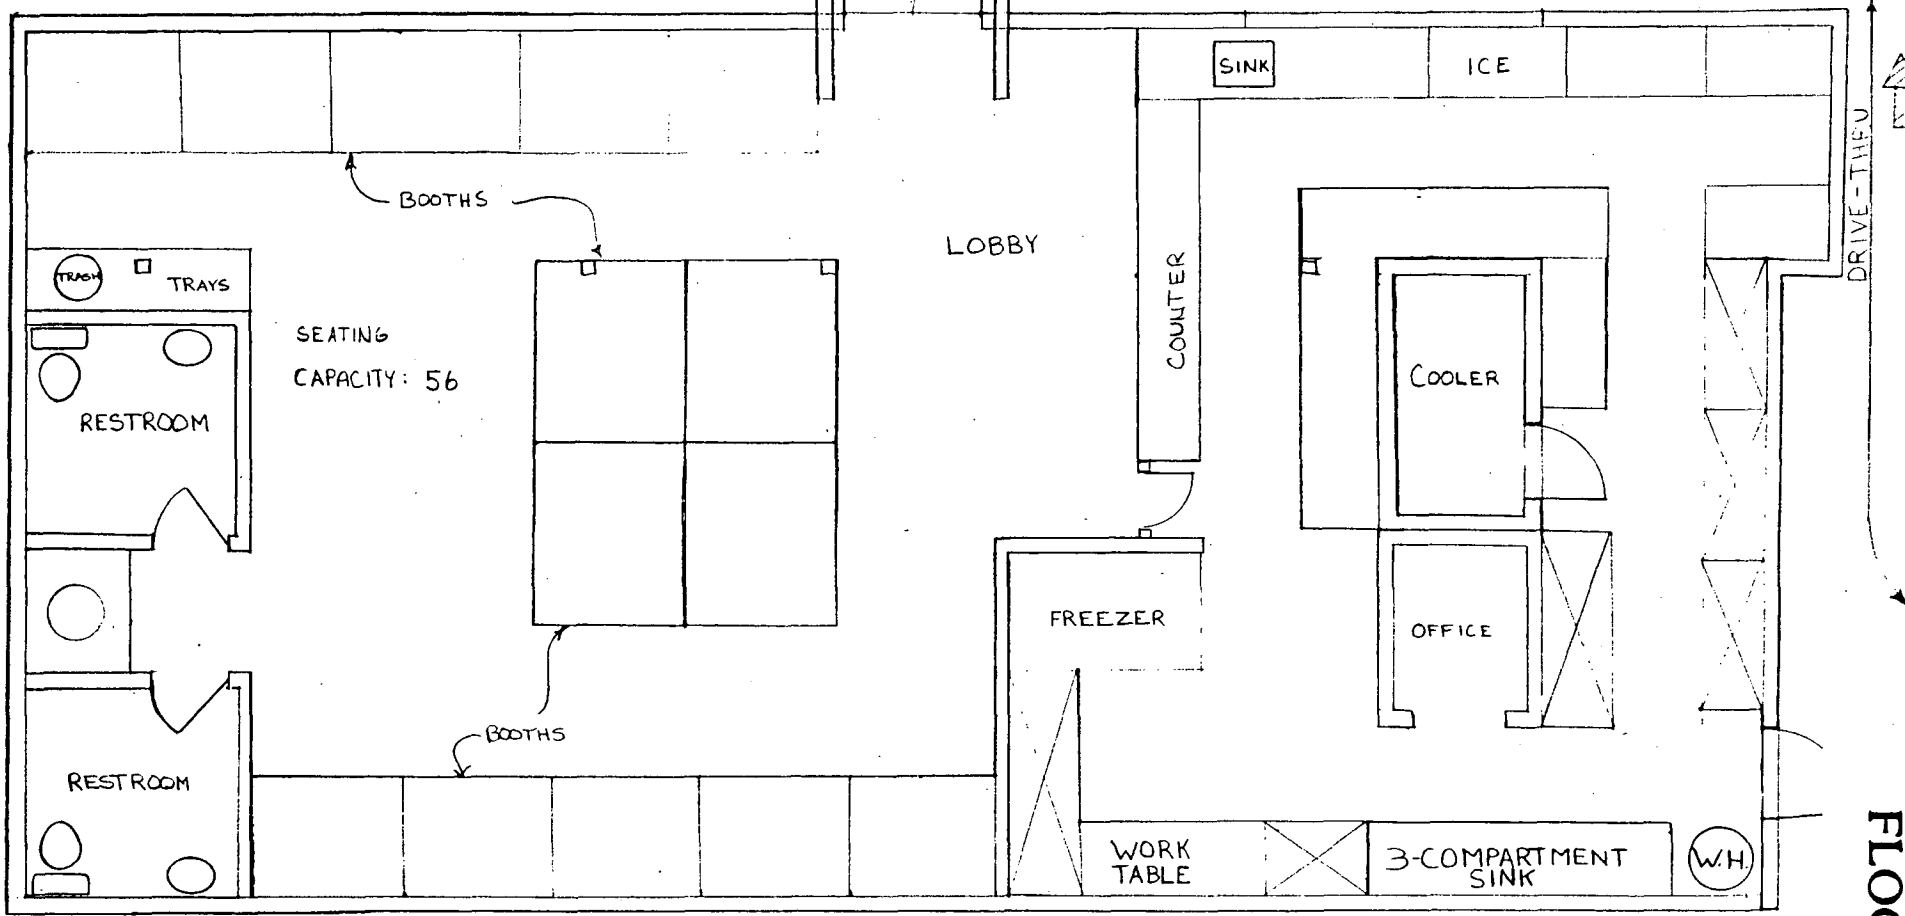 SINK
ICE
DRIVE-THRU
BOOTHS
LOBBY
TRASH
TRAYS
COUNTER
SEATING
CAPACITY: 56
COOLER
RESTROOM
FREEZER
OFFICE
BOOTHS
RESTROOM
WORK
TABLE
3-COMPARTMENT
SINK
W.H.